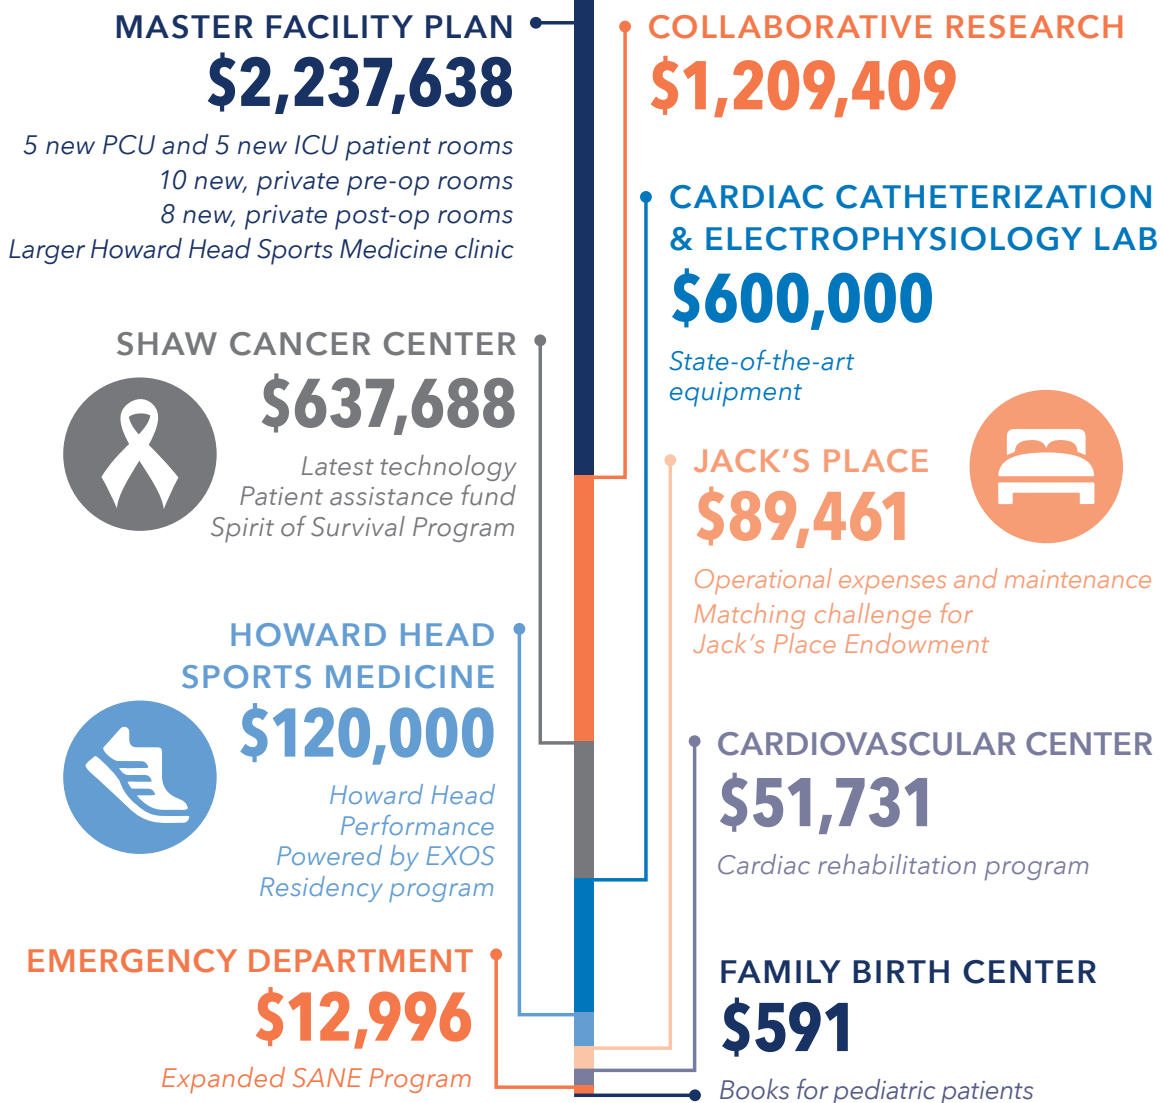 MASTER FACILITY PLAN
$2,237,638
5 new PCU and 5 new ICU patient rooms
10 new, private pre-op rooms
8 new, private post-op rooms
Larger Howard Head Sports Medicine clinic
COLLABORATIVE RESEARCH
$1,209,409
CARDIAC CATHETERIZATION
& ELECTROPHYSIOLOGY LAB
$600,000
State-of-the-art
equipment
SHAW CANCER CENTER
$637,688
Latest technology
Patient assistance fund
Spirit of Survival Program
JACK’S PLACE
$89,461
Operational expenses and maintenance
Matching challenge for
Jack’s Place Endowment
HOWARD HEAD
SPORTS MEDICINE
$120,000
Howard Head
Performance
Powered by EXOS
Residency program
CARDIOVASCULAR CENTER
$51,731
Cardiac rehabilitation program
EMERGENCY DEPARTMENT
$12,996
Expanded SANE Program
FAMILY BIRTH CENTER
$591
Books for pediatric patients